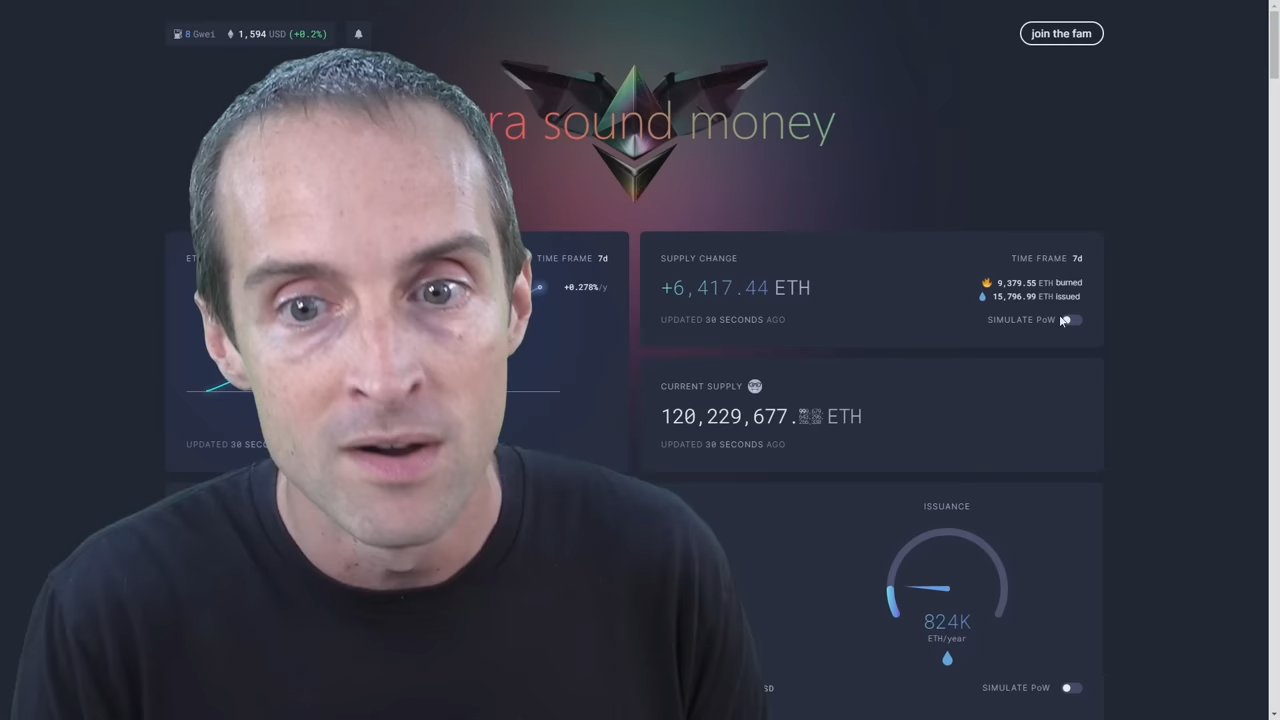 8 Gwei 1,594 USD (+0.2%)
join the fam
ra sound money
ET
TIME FRAME 7d
+0.278%/y
UPDATED 30 SEC
SUPPLY CHANGE
TIME FRAME 7d
+6,417.44 ETH
9,379.55 ETH burned
15,796.99 ETH issued
UPDATED 30 SECONDS AGO
SIMULATE PoW
CURRENT SUPPLY
120,229,677. ETH
UPDATED 30 SECONDS AGO
ISSUANCE
824K
ETH/year
SD
SIMULATE PoW